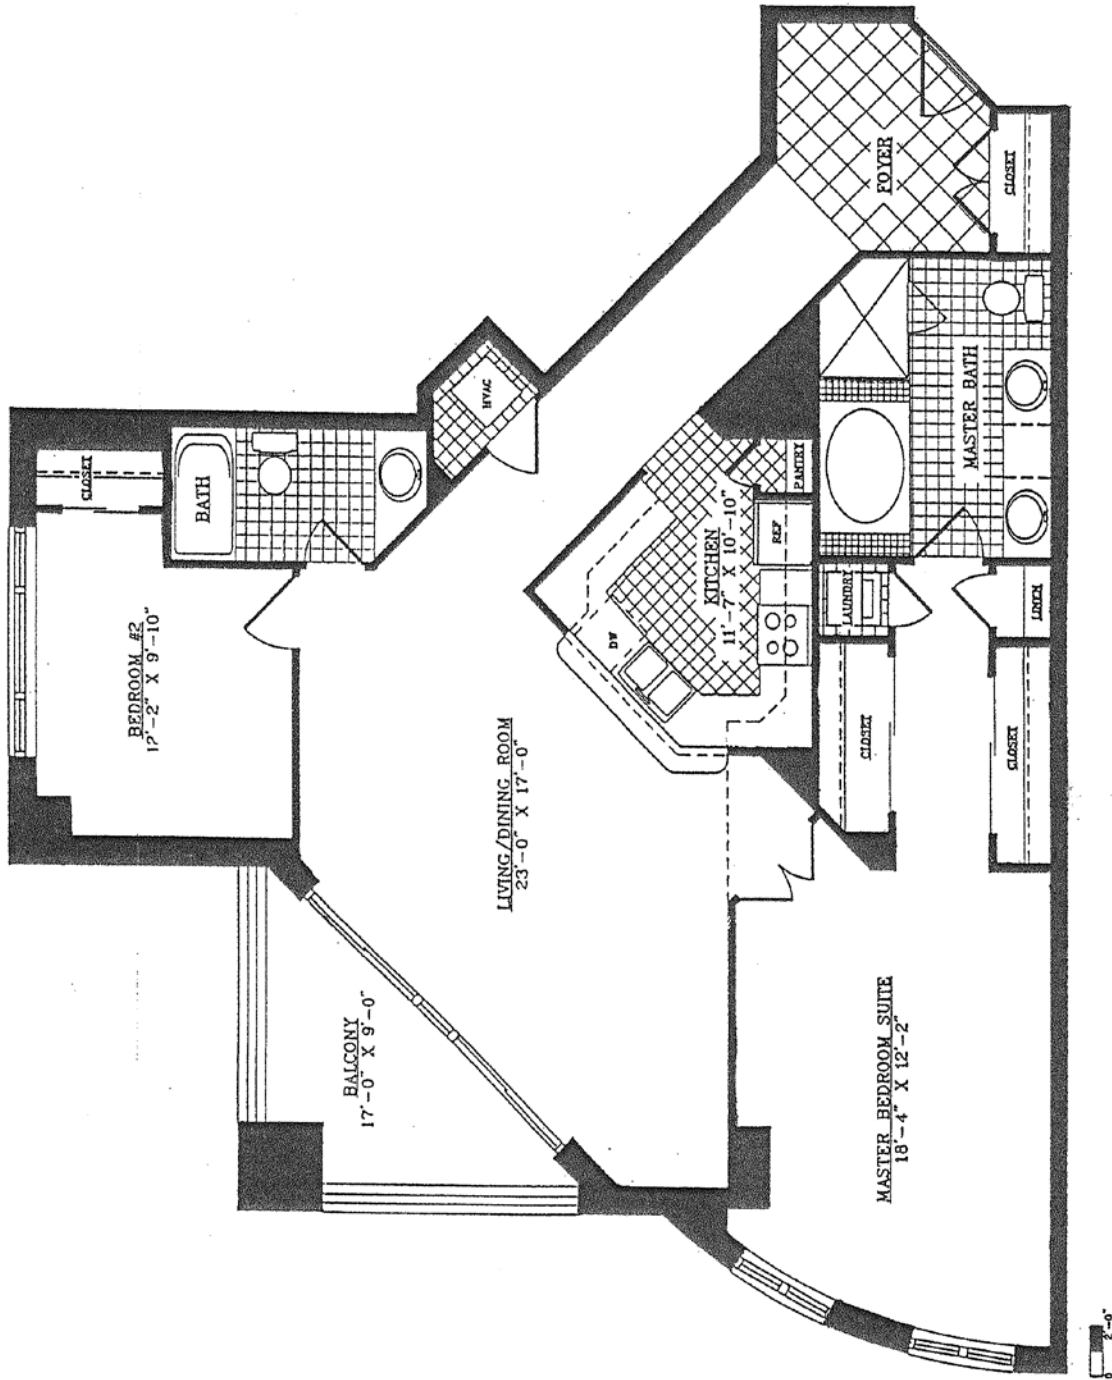 FOYER
CLOSET
HVAC
CLOSET
BATH
MASTER BATH
PANTRY
REF
KITCHEN
11'-7" X 10'-10"
LAUNDRY
LINEN
DW
BEDROOM #2
12'-2" X 9'-10"
LIVING/DINING ROOM
23'-0" X 17'-0"
CLOSET
CLOSET
BALCONY
17'-0" X 9'-0"
MASTER BEDROOM SUITE
18'-4" X 12'-2"
0 2'-0"